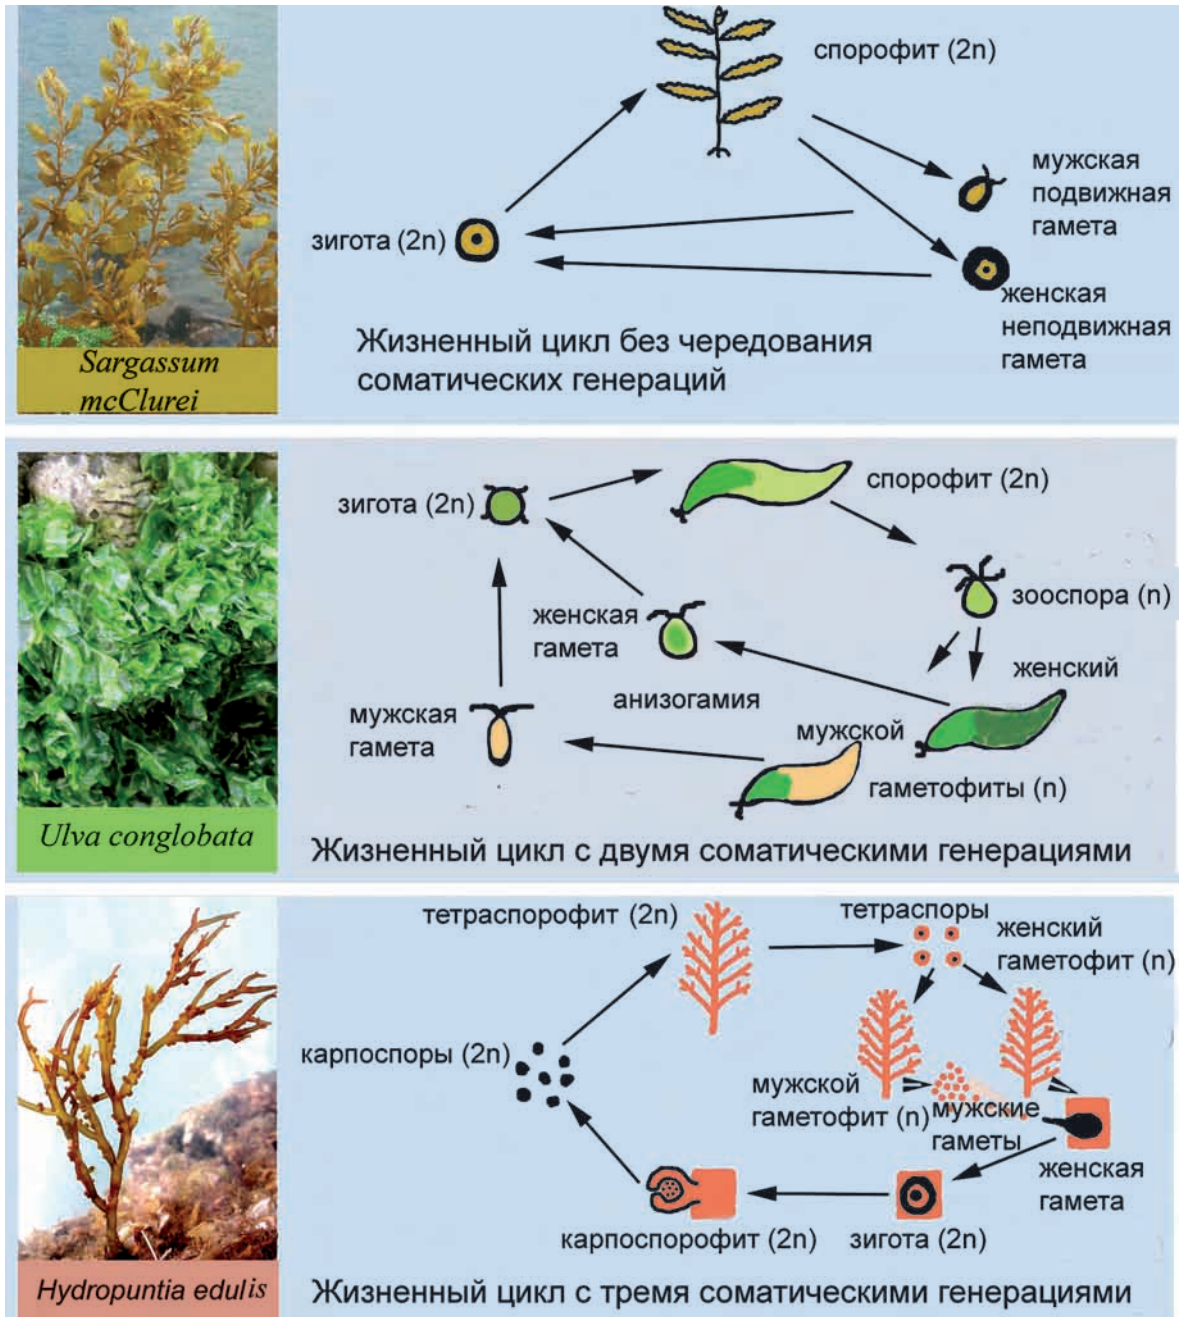 спорофит (2n)
мужская
подвижная
гамета
зигота (2n)
женская
неподвижная
гамета
Жизненный цикл без чередования
соматических генераций
Sargassum
mcClurei
зигота (2n)
спорофит (2n)
зооспора (n)
женская
гамета
женский
анизогамия
мужская
гамета
мужской
гаметофиты (n)
Ulva conglobata
Жизненный цикл с двумя соматическими генерациями
тетраспорофит (2n)
тетраспоры
женский
гаметофит (n)
карпоспоры (2n)
мужской
гаметофит (n)
мужские
гаметы
женская
гамета
карпоспорофит (2n)
зигота (2n)
Hydropuntia edulis
Жизненный цикл с тремя соматическими генерациями